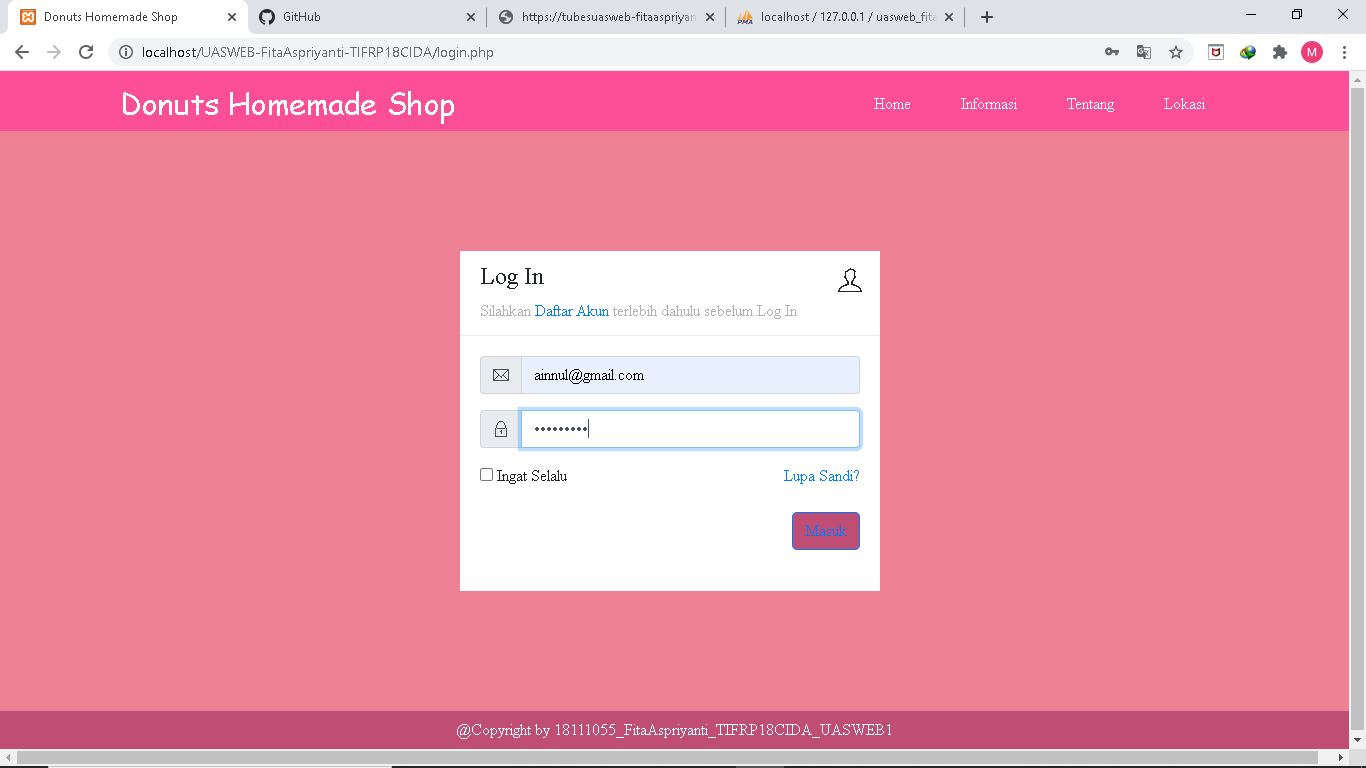 Donuts Homemade Shop
GitHub
https://tubesuasweb-fitaaspriyan
localhost / 127.0.0.1 / uasweb_fita
localhost/UASWEB-FitaAspriyanti-TIFRP18CIDA/login.php
M
Donuts Homemade Shop
Home
Informasi
Tentang
Lokasi
Log In
Silahkan Daftar Akun terlebih dahulu sebelum Log In
ainnul@gmail.com
•••••••••
Ingat Selalu
Lupa Sandi?
Masuk
@Copyright by 18111055_FitaAspriyanti_TIFRP18CIDA_UASWEB1